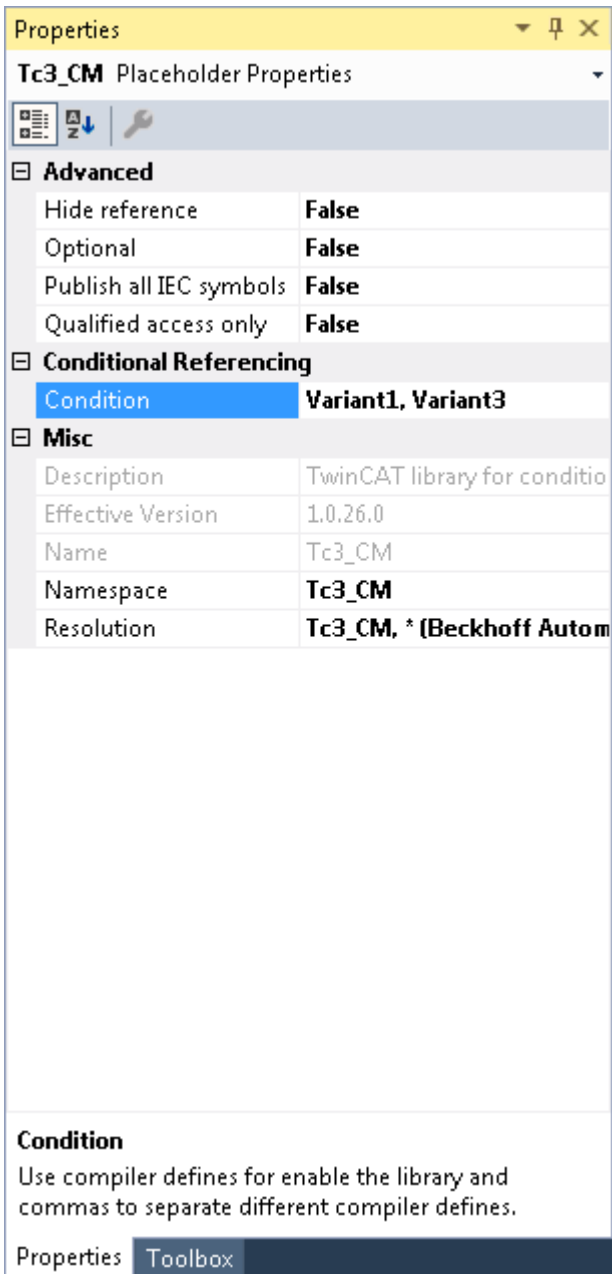 Properties
Tc3_CM Placeholder Properties
Advanced
Hide reference False
Optional False
Publish all IEC symbols False
Qualified access only False
Conditional Referencing
Condition Variant1, Variant3
Misc
Description TwinCAT library for conditio
Effective Version 1.0.26.0
Name Tc3_CM
Namespace Tc3_CM
Resolution Tc3_CM, * (Beckhoff Autom
Condition
Use compiler defines for enable the library and
commas to separate different compiler defines.
Properties Toolbox